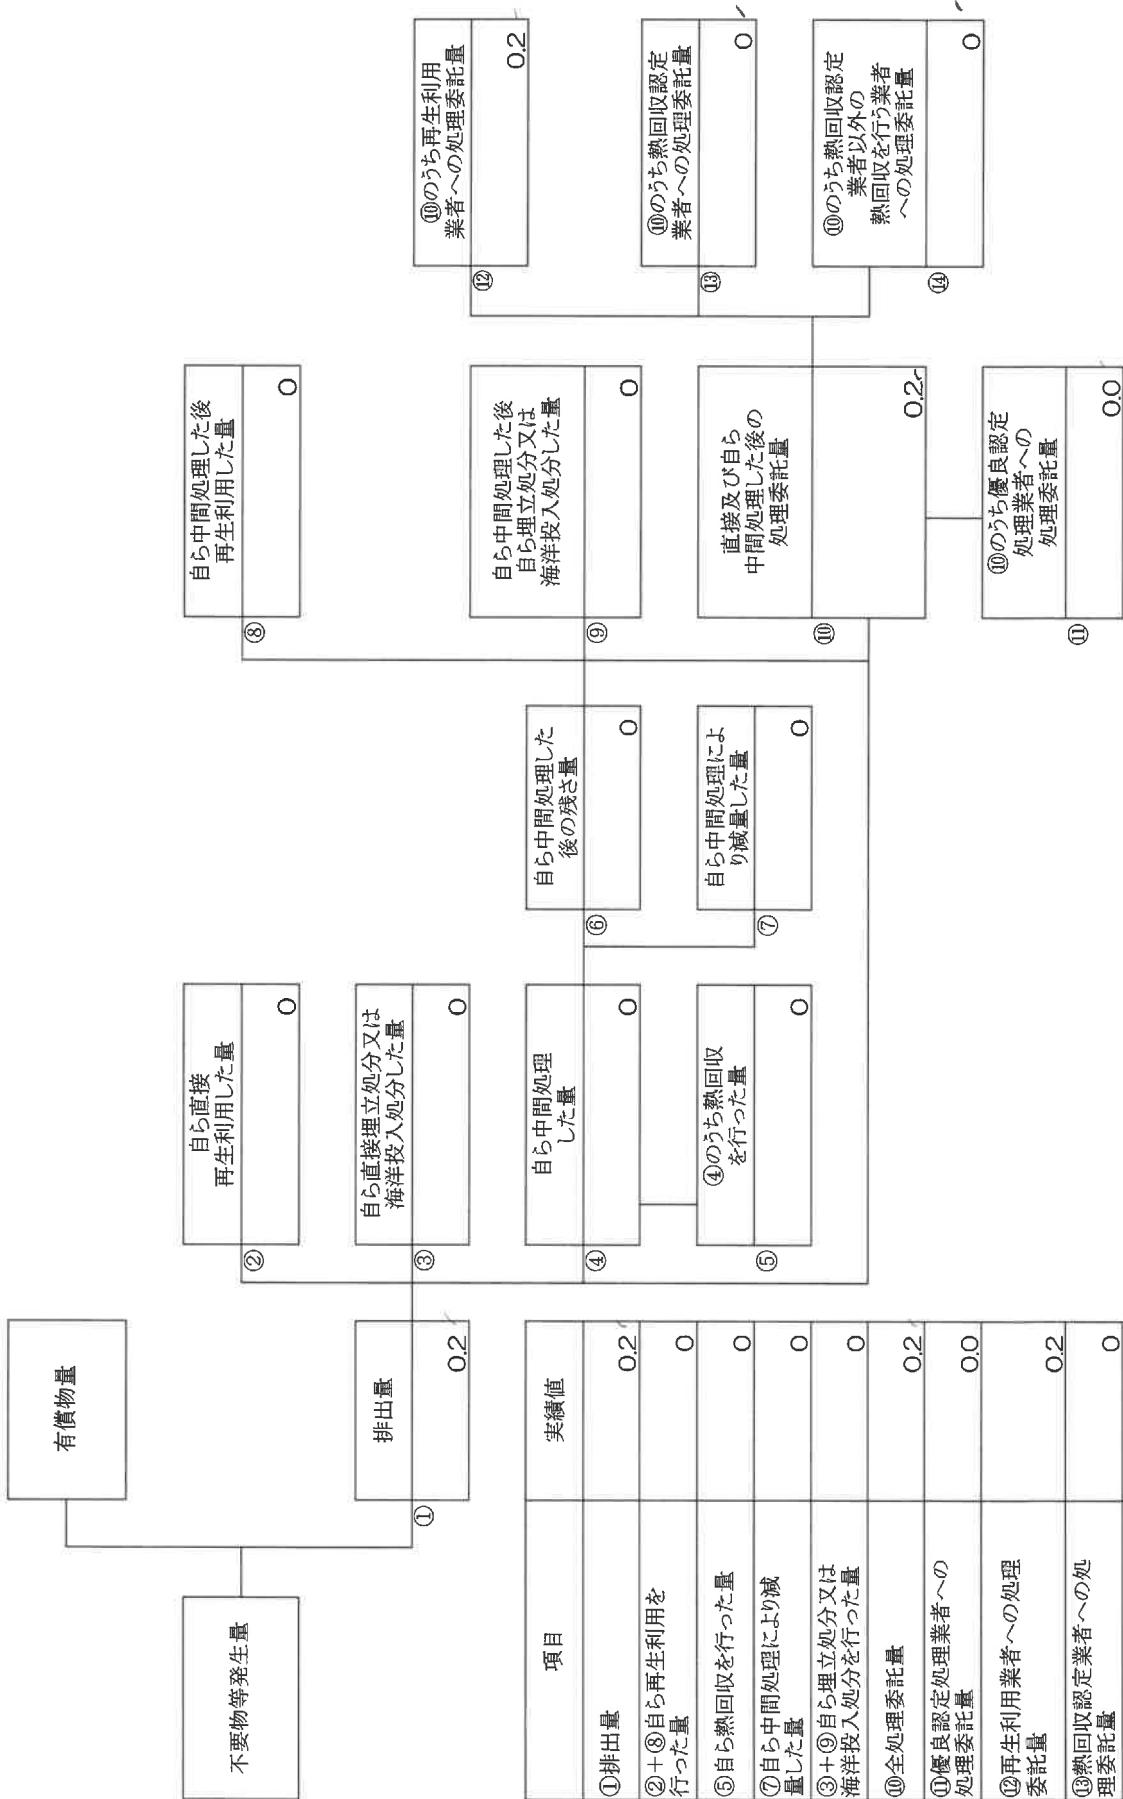 不要物等発生量
有償物量
①
排出量
0.2
②
自ら直接
再生利用した量
0
③
自ら直接埋立処分又は
海洋投入処分した量
0
④
自ら中間処理
した量
0
⑤
④のうち熱回収
を行った量
0
⑥
自ら中間処理した
後の残さ量
0
⑦
自ら中間処理によ
り減量した量
0
⑧
自ら中間処理した後
再生利用した量
0
⑨
自ら中間処理した後
自ら埋立処分又は
海洋投入処分した量
0
⑩
直接及び自ら
中間処理した後の
処理委託量
0.2
⑪
⑩のうち優良認定
処理業者への
処理委託量
0.0
⑫
⑩のうち再生利用
業者への処理委託量
0.2
⑬
⑩のうち熱回収認定
業者への処理委託量
0
⑭
⑩のうち熱回収認定
業者以外の
熱回収を行う業者
への処理委託量
0
項目 実績値
①排出量 0.2
②+⑧自ら再生利用を
行った量 0
⑤自ら熱回収を行った量 0
⑦自ら中間処理により減
量した量 0
③+⑨自ら埋立処分又は
海洋投入処分を行った量 0
⑩全処理委託量 0.2
⑪優良認定処理業者への
処理委託量 0.0
⑫再生利用業者への処理
委託量 0.2
⑬熱回収認定業者への処
理委託量 0